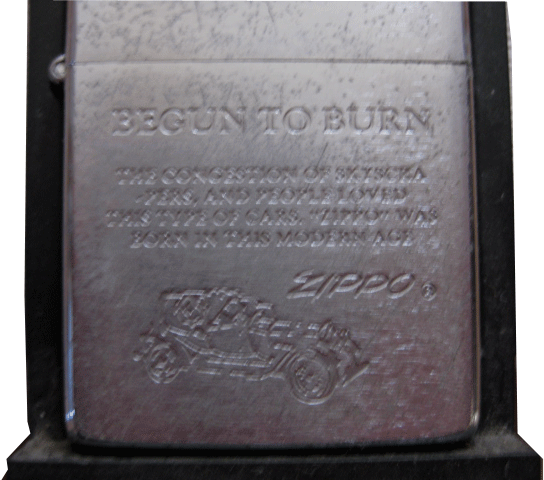 BEGUN TO BURN
THE CONGESTION OF SKYSCRA
PERS, AND PEOPLE LOVED
THIS TYPE OF CARS. "ZIPPO" WAS
BORN IN THIS MODERN AGE
ZIPPO ®